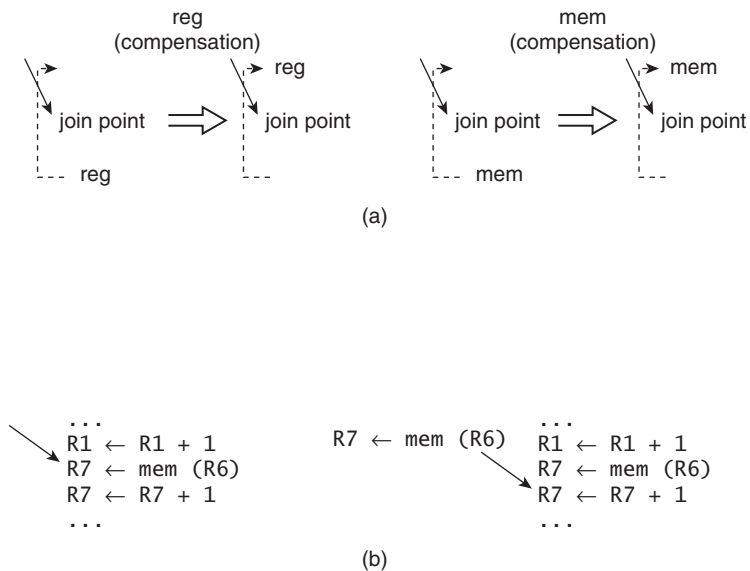 reg
(compensation)
mem
(compensation)
reg
mem
join point
join point
join point
join point
reg
mem
(a)
...
R1 ← R1 + 1
R7 ← mem (R6)
R7 ← R7 + 1
...
R7 ← mem (R6)
...
R1 ← R1 + 1
R7 ← mem (R6)
R7 ← R7 + 1
...
(b)